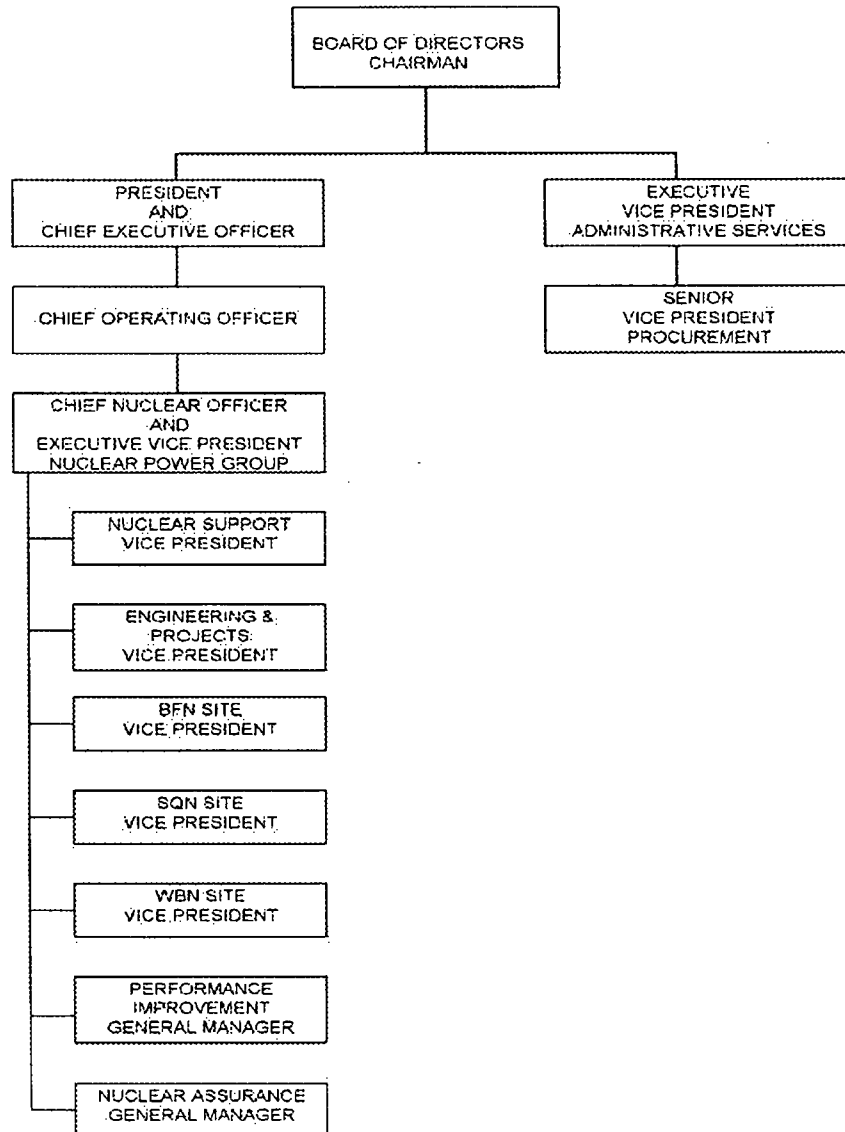 BOARD OF DIRECTORS
CHAIRMAN
PRESIDENT
AND
CHIEF EXECUTIVE OFFICER
EXECUTIVE
VICE PRESIDENT
ADMINISTRATIVE SERVICES
CHIEF OPERATING OFFICER
SENIOR
VICE PRESIDENT
PROCUREMENT
CHIEF NUCLEAR OFFICER
AND
EXECUTIVE VICE PRESIDENT
NUCLEAR POWER GROUP
NUCLEAR SUPPORT
VICE PRESIDENT
ENGINEERING &
PROJECTS
VICE PRESIDENT
BFN SITE
VICE PRESIDENT
SQN SITE
VICE PRESIDENT
WBN SITE
VICE PRESIDENT
PERFORMANCE
IMPROVEMENT
GENERAL MANAGER
NUCLEAR ASSURANCE
GENERAL MANAGER